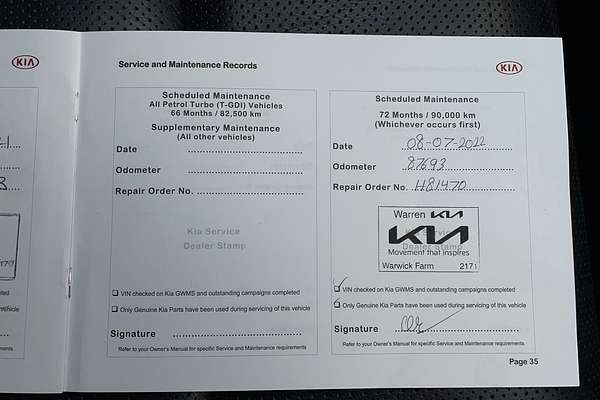 KIA
Service and Maintenance Records
KIA
Scheduled Maintenance
All Petrol Turbo (T-GDI) Vehicles
66 Months / 82,500 km
Supplementary Maintenance
(All other vehicles)
Date
Odometer
Repair Order No.
Kia Service
Dealer Stamp
VIN checked on Kia GWMS and outstanding campaigns completed
Only Genuine Kia Parts have been used during servicing of this vehicle
Signature
Refer to your Owner's Manual for specific Service and Maintenance requirements
Scheduled Maintenance
72 Months / 90,000 km
(Whichever occurs first)
Date 08-07-2022
Odometer 87693
Repair Order No. H81470
Warren KIA
KIA
Movement that inspires
Dealer Stamp
Warwick Farm 2171
VIN checked on Kia GWMS and outstanding campaigns completed
Only Genuine Kia Parts have been used during servicing of this vehicle
Signature
Refer to your Owner's Manual for specific Service and Maintenance requirements
Page 35